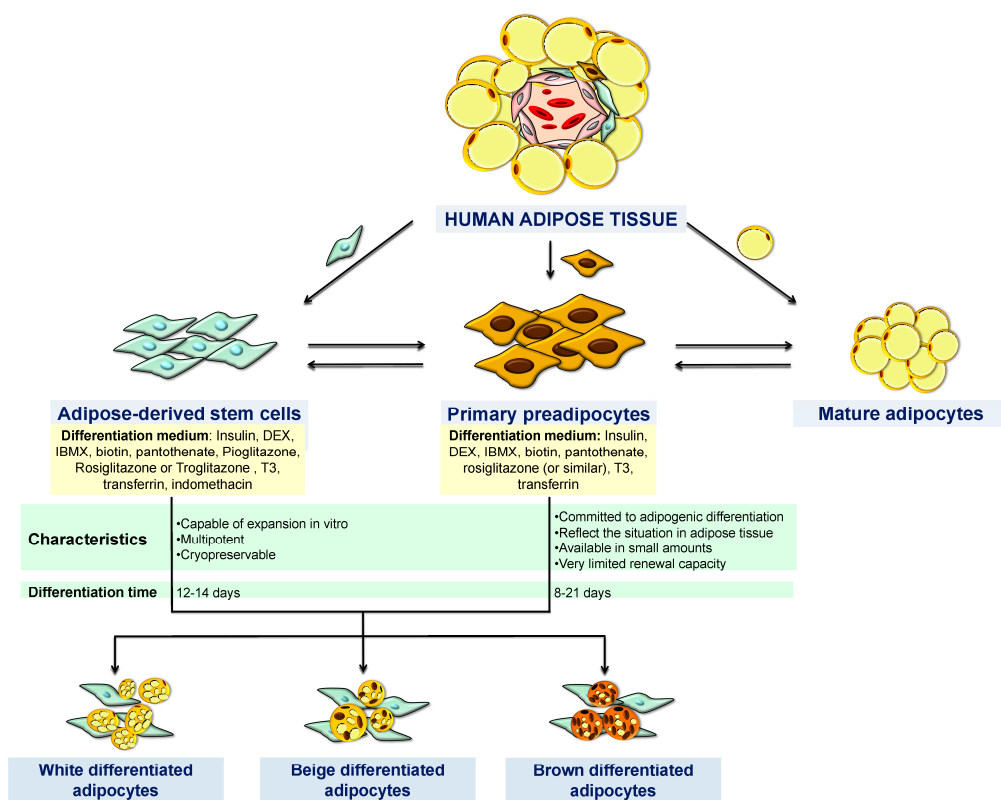 HUMAN ADIPOSE TISSUE
Adipose-derived stem cells
Differentiation medium: Insulin, DEX,
IBMX, biotin, pantothenate, Pioglitazone,
Rosiglitazone or Troglitazone , T3,
transferrin, indomethacin
Primary preadipocytes
Differentiation medium: Insulin,
DEX, IBMX, biotin, pantothenate,
rosiglitazone (or similar), T3,
transferrin
Mature adipocytes
Characteristics
•Capable of expansion in vitro
•Multipotent
•Cryopreservable
•Committed to adipogenic differentiation
•Reflect the situation in adipose tissue
•Available in small amounts
•Very limited renewal capacity
Differentiation time
12-14 days
8-21 days
White differentiated
adipocytes
Beige differentiated
adipocytes
Brown differentiated
adipocytes